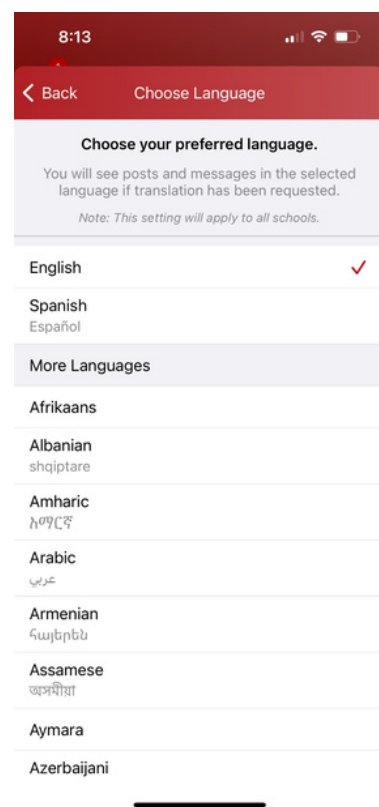 8:13
1
Back Choose Language
Choose your preferred language.
You will see posts and messages in the selected
language if translation has been requested.
Note: This setting will apply to all schools.
English
Spanish
Español
More Languages
Afrikaans
Albanian
shqiptare
Amharic
አማርኛ
Arabic
عربي
Armenian
հայերեն
Assamese
অসমীয়া
Aymara
Azerbaijani